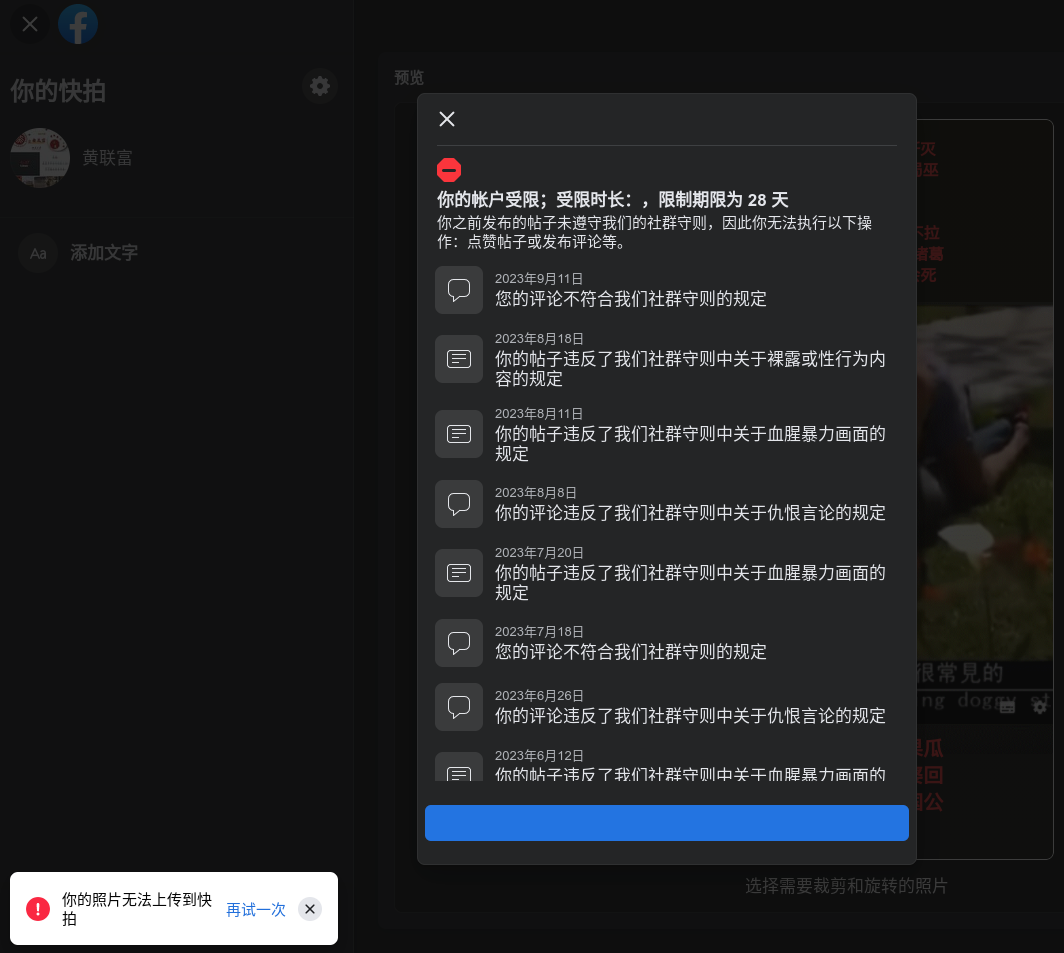 你的快拍
黄联富
Aa 添加文字
预览
你的帐户受限；受限时长：，限制期限为 28 天
你之前发布的帖子未遵守我们的社群守则，因此你无法执行以下操
作：点赞帖子或发布评论等。
2023年9月11日
您的评论不符合我们社群守则的规定
2023年8月18日
你的帖子违反了我们社群守则中关于裸露或性行为内
容的规定
2023年8月11日
你的帖子违反了我们社群守则中关于血腥暴力画面的
规定
2023年8月8日
你的评论违反了我们社群守则中关于仇恨言论的规定
2023年7月20日
你的帖子违反了我们社群守则中关于血腥暴力画面的
规定
2023年7月18日
您的评论不符合我们社群守则的规定
2023年6月26日
你的评论违反了我们社群守则中关于仇恨言论的规定
2023年6月12日
你的帖子违反了我们社群守则中关于血腥暴力画面的
很常見的
ng doggy st
选择需要裁剪和旋转的照片
你的照片无法上传到快
拍
再试一次